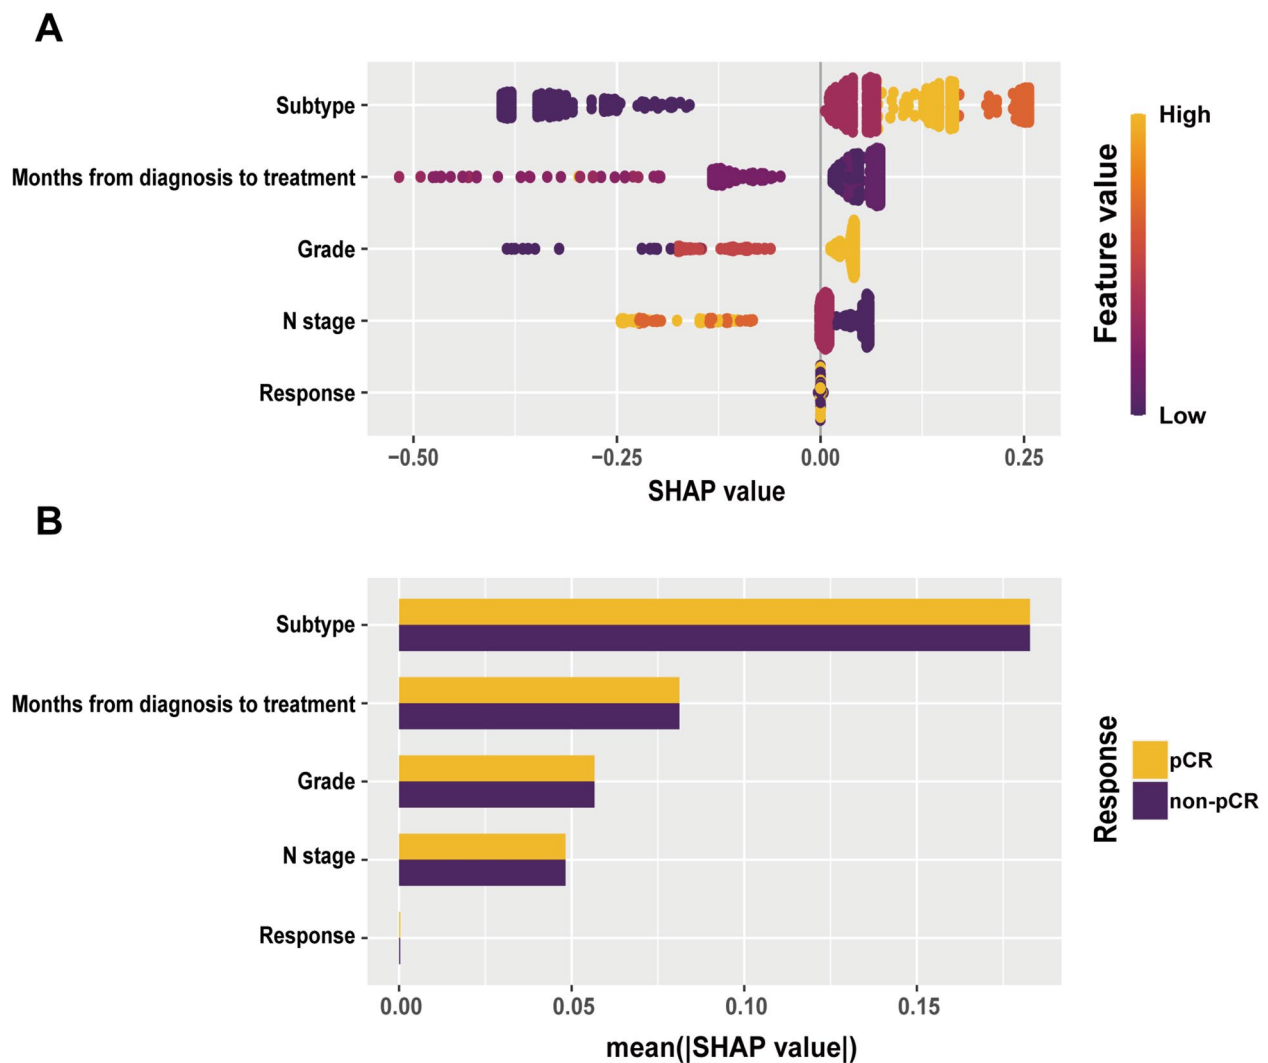 A
Subtype
Months from diagnosis to treatment
Grade
N stage
Response
−0.50
−0.25
0.00
0.25
SHAP value
High
Feature value
Low
B
Subtype
Months from diagnosis to treatment
Grade
N stage
Response
0.00
0.05
0.10
0.15
mean(|SHAP value|)
Response
pCR
non-pCR